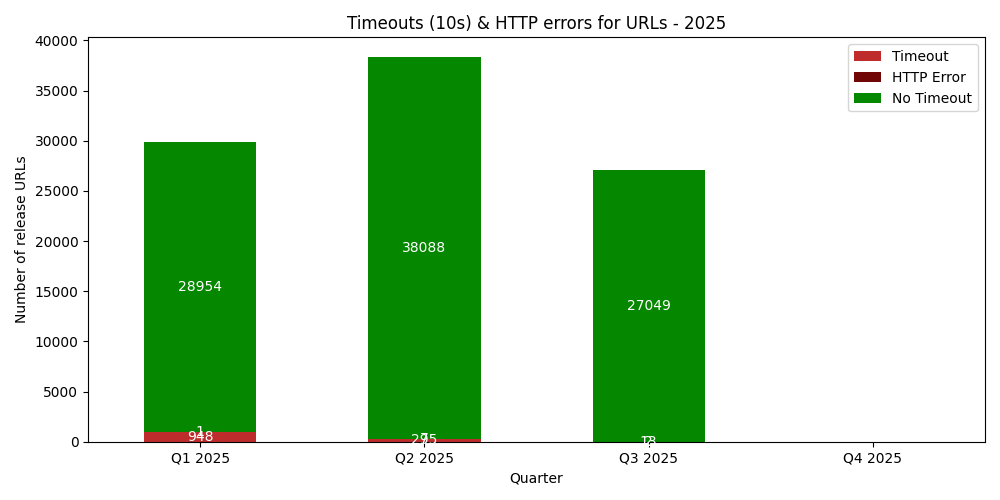 Timeouts (10s) & HTTP errors for URLs - 2025
Timeout
HTTP Error
No Timeout
Number of release URLs
40000
35000
30000
25000
20000
15000
10000
5000
0
28954
1
948
38088
295
27049
Q1 2025
Q2 2025
Q3 2025
Q4 2025
Quarter